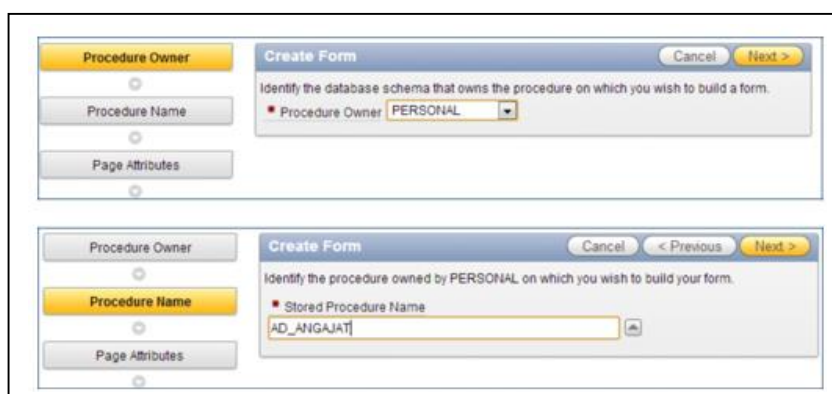 Procedure Owner
Create Form
Cancel
Next >
Identify the database schema that owns the procedure on which you wish to build a form.
Procedure Name
Procedure Owner PERSONAL
Page Attributes
Procedure Owner
Create Form
Cancel
< Previous
Next >
Identify the procedure owned by PERSONAL on which you wish to build your form.
Procedure Name
Stored Procedure Name
AD_ANGAJAT
Page Attributes